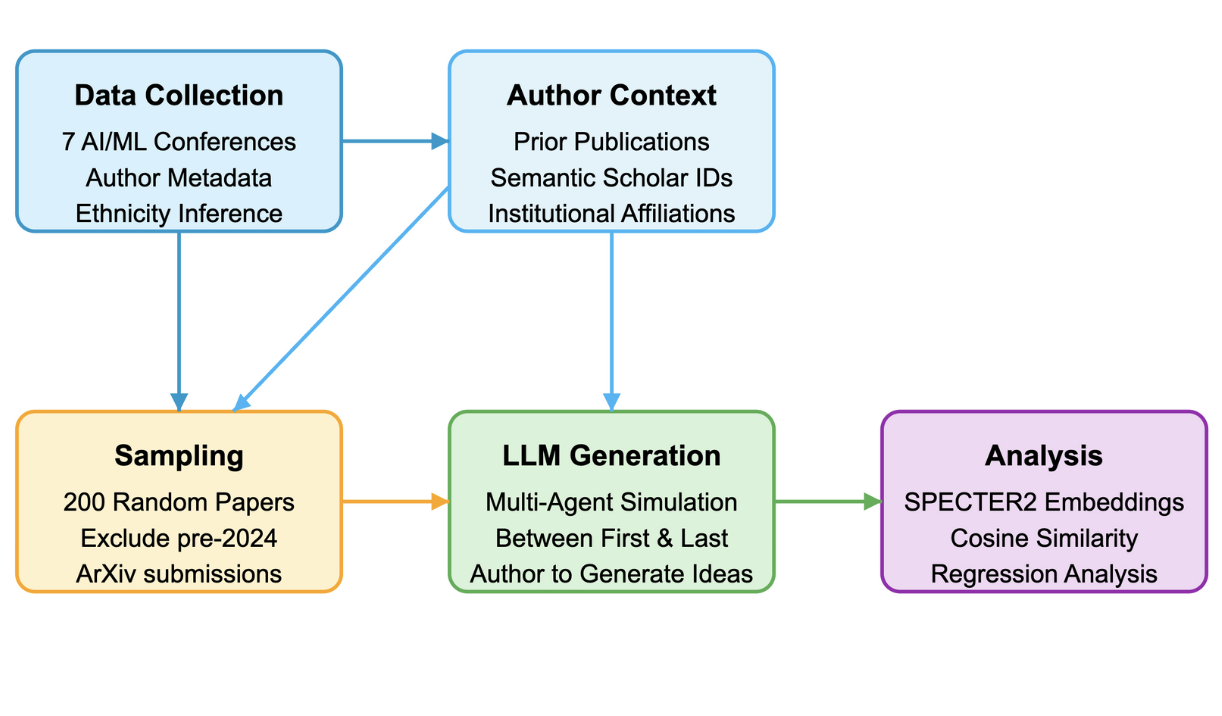 Data Collection
7 AI/ML Conferences
Author Metadata
Ethnicity Inference
Author Context
Prior Publications
Semantic Scholar IDs
Institutional Affiliations
Sampling
200 Random Papers
Exclude pre-2024
ArXiv submissions
LLM Generation
Multi-Agent Simulation
Between First & Last
Author to Generate Ideas
Analysis
SPECTER2 Embeddings
Cosine Similarity
Regression Analysis